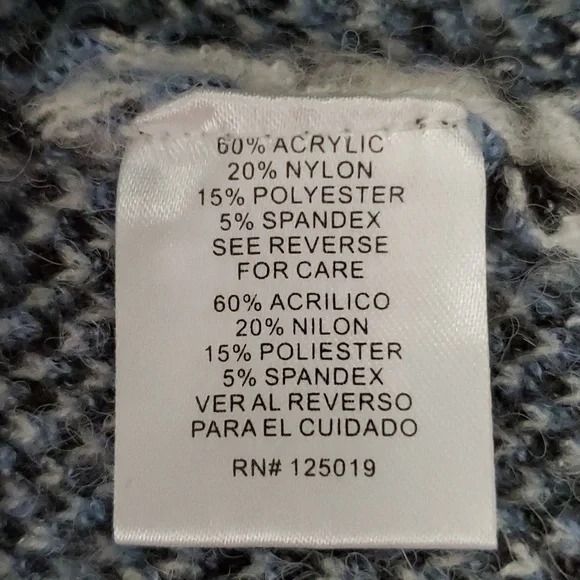 60% ACRYLIC
20% NYLON
15% POLYESTER
5% SPANDEX
SEE REVERSE
FOR CARE
60% ACRILICO
20% NILON
15% POLIESTER
5% SPANDEX
VER AL REVERSO
PARA EL CUIDADO
RN# 125019